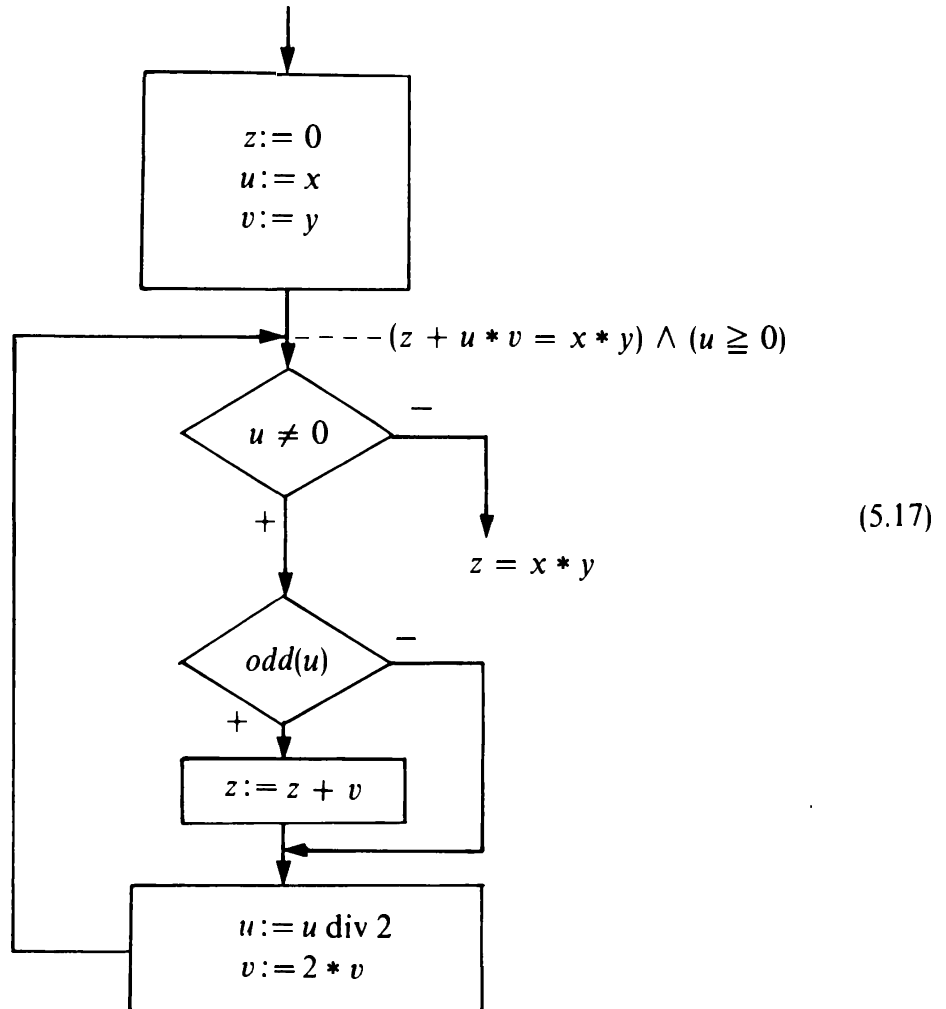 z := 0
u := x
v := y
(z + u * v = x * y) ∧ (u ≧ 0)
u ≠ 0
−
+
(5.17)
z = x * y
odd(u)
−
+
z := z + v
u := u div 2
v := 2 * v